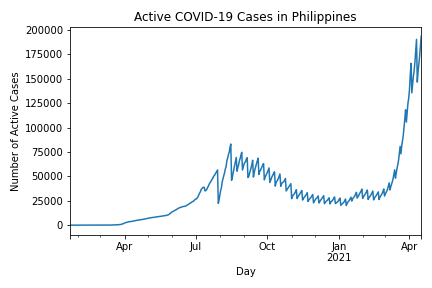 Active COVID-19 Cases in Philippines
200000
175000
150000
125000
100000
75000
50000
25000
0
Number of Active Cases
Apr Jul Oct Jan Apr
2021
Day